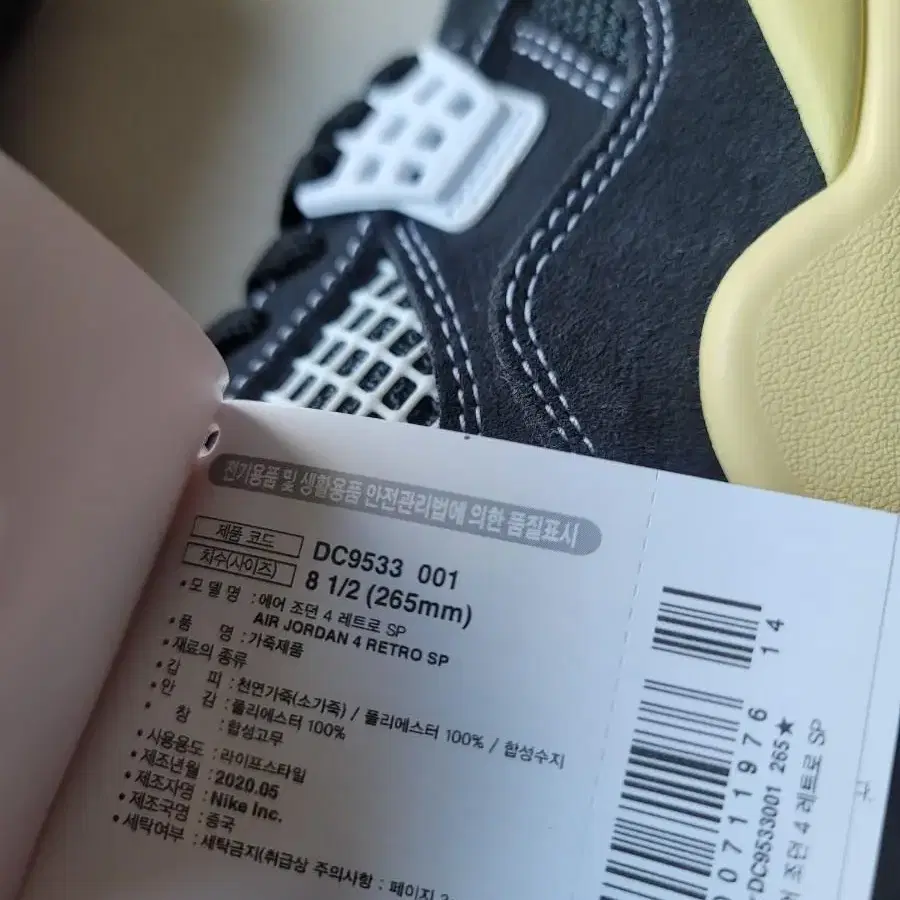 전기용품 및 생활용품 안전관리법에 의한 품질표시
제품 코드 DC9533 001
치수(사이즈) 8 1/2 (265mm)
• 모 델 명 : 에어 조던 4 레트로 SP
AIR JORDAN 4 RETRO SP
• 품 명 : 가죽제품
• 재료의 종류
• 갑 피 : 천연가죽(소가죽) / 폴리에스터 100% / 합성수지
• 안 감 : 폴리에스터 100%
• 창 : 합성고무
• 사용용도 : 라이프스타일
• 제조년월 : 2020.05
• 제조자명 : Nike Inc.
• 제조국명 : 중국
• 세탁여부 : 세탁금지(취급상 주의사항 : 페이지
14
00711976
DC9533001 265★
어 조던 4 레트로 SP